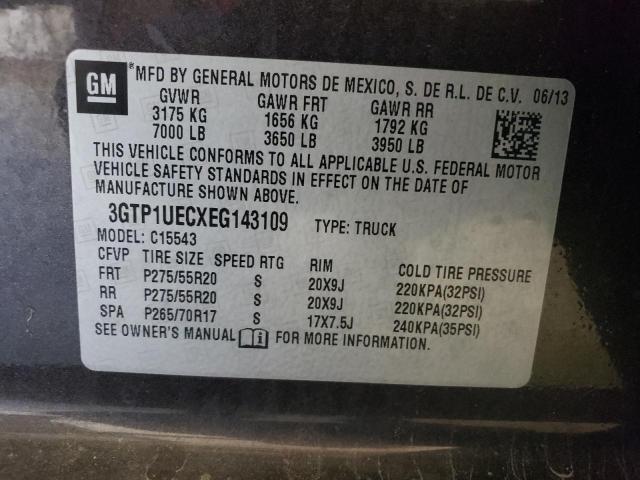 GM
*MFD BY GENERAL MOTORS DE MEXICO, S. DE R.L. DE C.V. 06/13
GVWR GAWR FRT GAWR RR
3175 KG 1656 KG 1792 KG
7000 LB 3650 LB 3950 LB
THIS VEHICLE CONFORMS TO ALL APPLICABLE U.S. FEDERAL MOTOR
VEHICLE SAFETY STANDARDS IN EFFECT ON THE DATE OF
MANUFACTURE SHOWN ABOVE.
3GTP1UECXEG143109 TYPE: TRUCK
MODEL: C15543
CFVP TIRE SIZE SPEED RTG RIM COLD TIRE PRESSURE
FRT P275/55R20 S 20X9J 220KPA(32PSI)
RR P275/55R20 S 20X9J 220KPA(32PSI)
SPA P265/70R17 S 17X7.5J 240KPA(35PSI)
SEE OWNER'S MANUAL i FOR MORE INFORMATION.